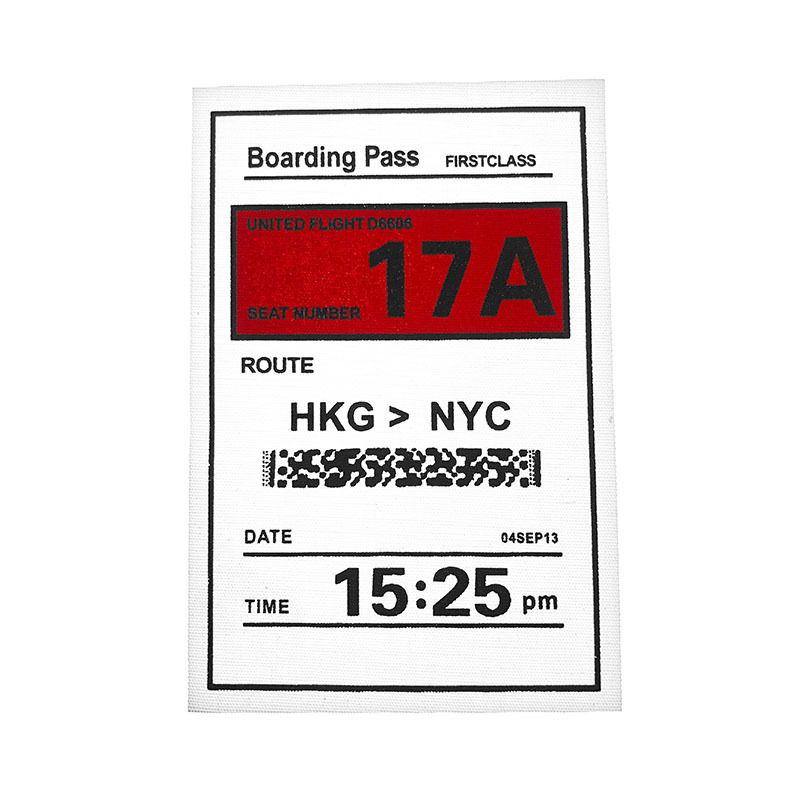 Boarding Pass FIRSTCLASS
UNITED FLIGHT D6606
17A
SEAT NUMBER
ROUTE
HKG > NYC
DATE 04SEP13
TIME 15:25 pm